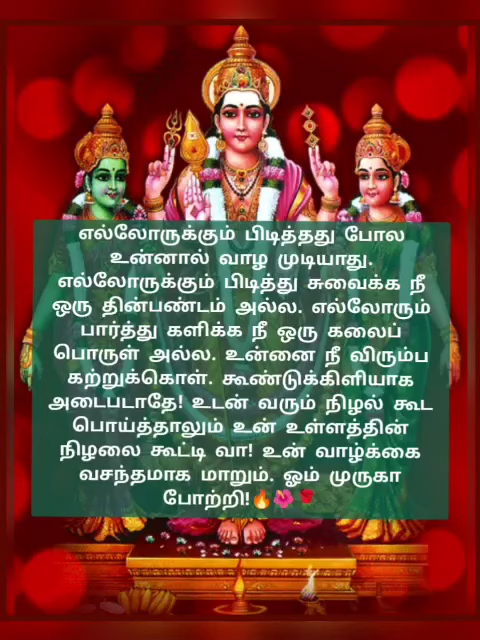 எல்லோருக்கும் பிடித்தது போல
உன்னால் வாழ முடியாது.
எல்லோருக்கும் பிடித்து சுவைக்க நீ
ஒரு தின்பண்டம் அல்ல. எல்லோரும்
பார்த்து களிக்க நீ ஒரு கலைப்
பொருள் அல்ல. உன்னை நீ விரும்ப
கற்றுக்கொள். கூண்டுக்கிளியாக
அடைபடாதே! உடன் வரும் நிழல் கூட
பொய்த்தாலும் உன் உள்ளத்தின்
நிழலை கூட்டி வா! உன் வாழ்க்கை
வசந்தமாக மாறும். ஓம் முருகா
போற்றி!🔥🌺🌹